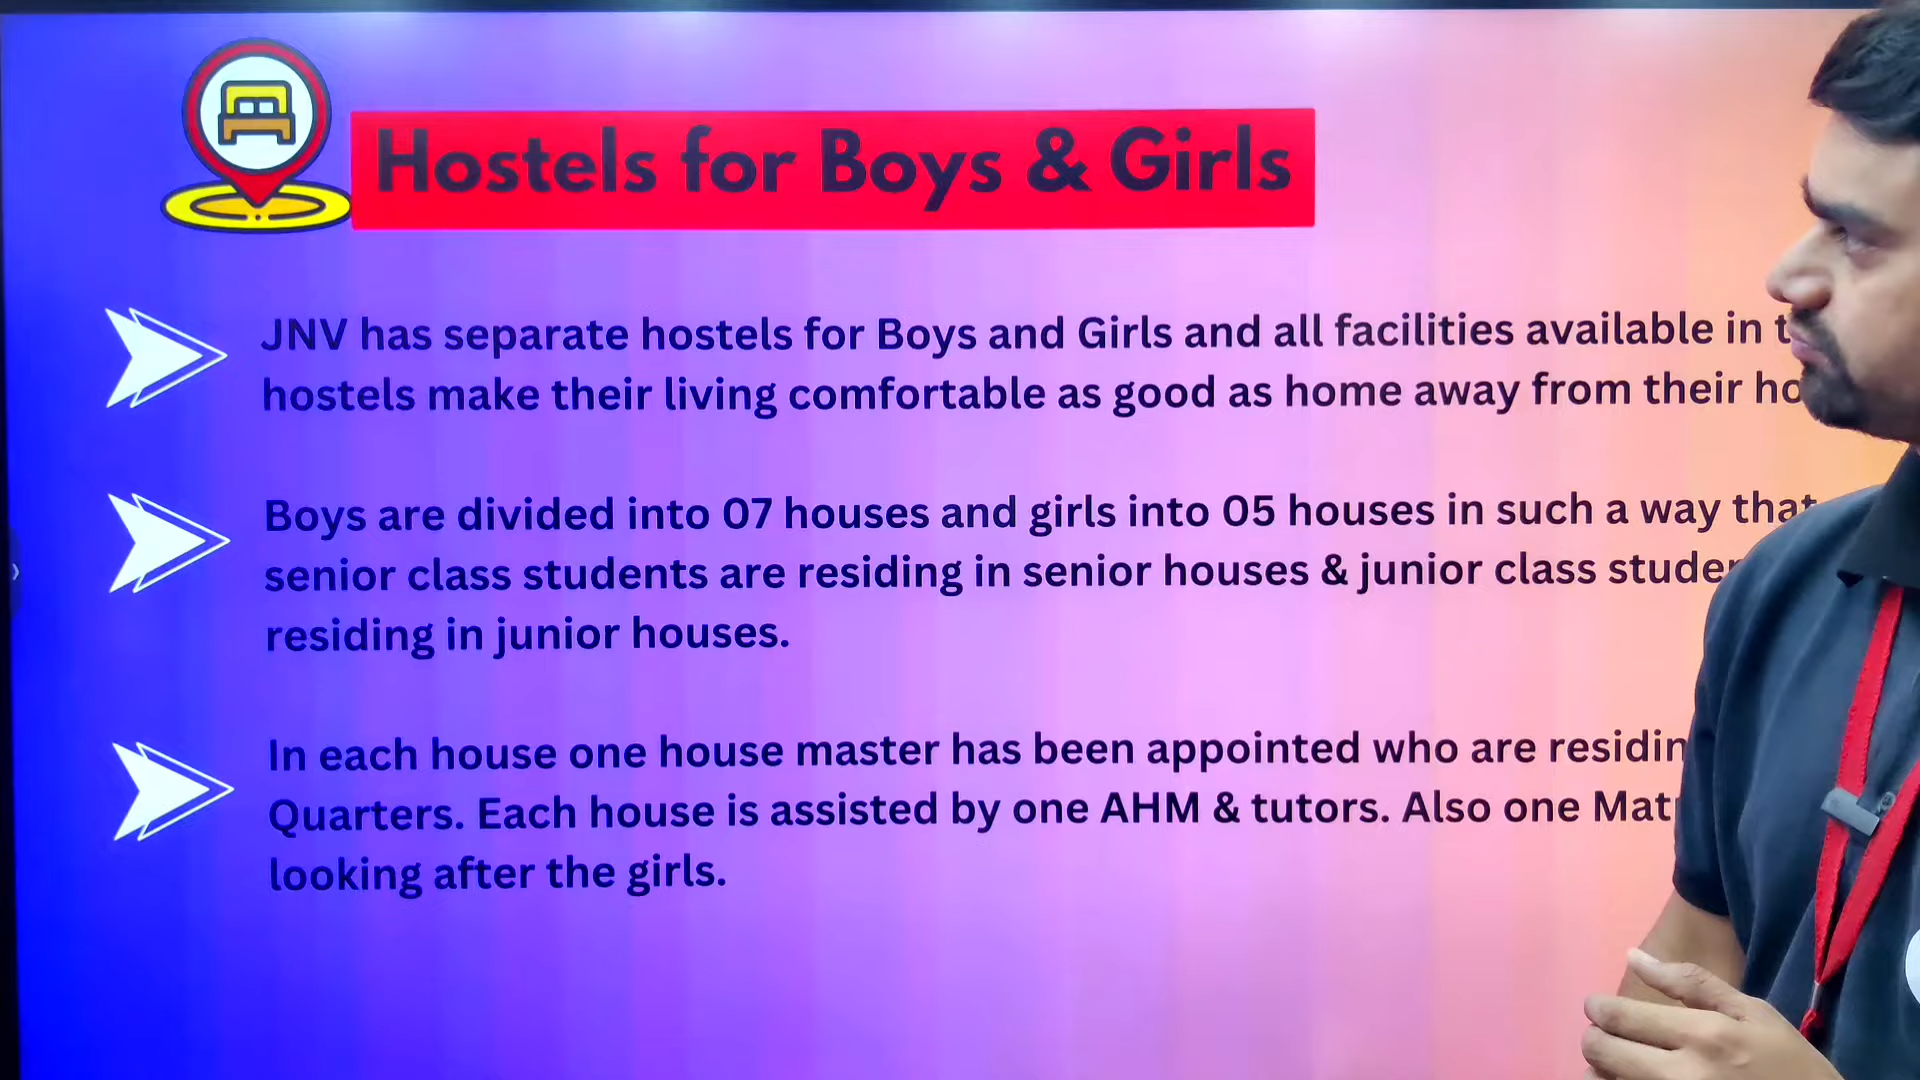 Hostels for Boys & Girls
JNV has separate hostels for Boys and Girls and all facilities available in
hostels make their living comfortable as good as home away from their
Boys are divided into 07 houses and girls into 05 houses in such a way that
senior class students are residing in senior houses & junior class
residing in junior houses.
In each house one house master has been appointed who are
Quarters. Each house is assisted by one AHM & tutors. Also one
looking after the girls.